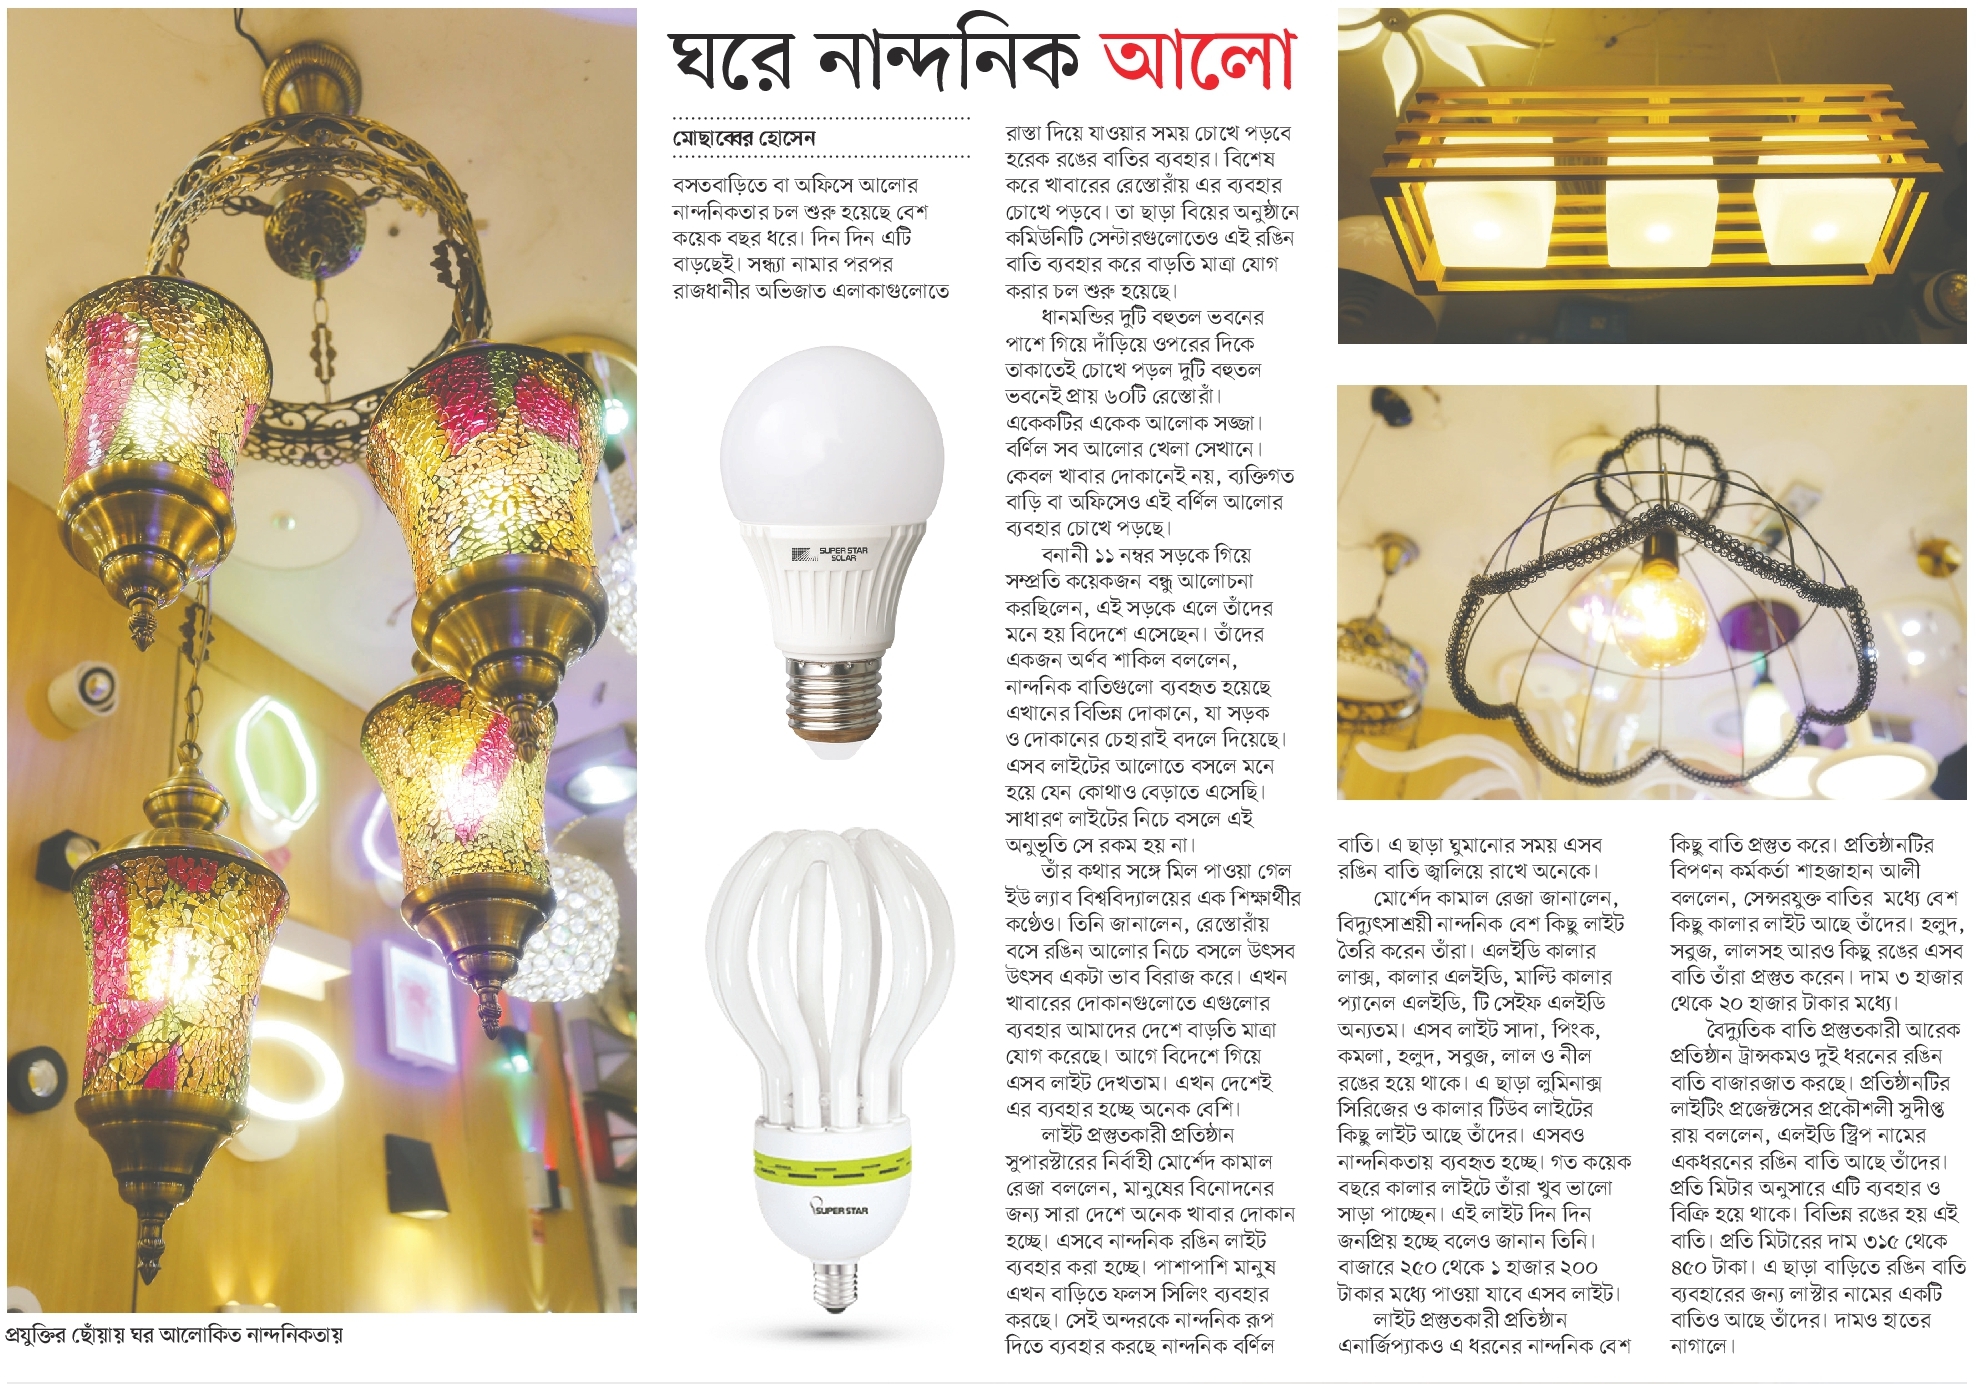 ঘরে নান্দনিক আলো
মোছাব্বের হোসেন
বসতবাড়িতে বা অফিসে আলোর
নান্দনিকতার চল শুরু হয়েছে বেশ
কয়েক বছর ধরে। দিন দিন এটি
বাড়ছেই। সন্ধ্যা নামার পরপর
রাজধানীর অভিজাত এলাকাগুলোতে
রাস্তা দিয়ে যাওয়ার সময় চোখে পড়বে
হরেক রঙের বাতির ব্যবহার। বিশেষ
করে খাবারের রেস্তোরাঁয় এর ব্যবহার
চোখে পড়বে। তা ছাড়া বিয়ের অনুষ্ঠানে
কমিউনিটি সেন্টারগুলোতেও এই রঙিন
বাতি ব্যবহার করে বাড়তি মাত্রা যোগ
করার চল শুরু হয়েছে।
ধানমন্ডির দুটি বহুতল ভবনের
পাশে গিয়ে দাঁড়িয়ে ওপরের দিকে
তাকাতেই চোখে পড়ল দুটি বহুতল
ভবনেই প্রায় ৬০টি রেস্তোরাঁ।
একেকটির একেক আলোক সজ্জা।
বর্ণিল সব আলোর খেলা সেখানে।
কেবল খাবার দোকানেই নয়, ব্যক্তিগত
বাড়ি বা অফিসেও এই বর্ণিল আলোর
ব্যবহার চোখে পড়ছে।
বনানী ১১ নম্বর সড়কে গিয়ে
সম্প্রতি কয়েকজন বন্ধু আলোচনা
করছিলেন, এই সড়কে এলে তাঁদের
মনে হয় বিদেশে এসেছেন। তাঁদের
একজন অর্ণব শাকিল বললেন,
নান্দনিক বাতিগুলো ব্যবহৃত হয়েছে
এখানের বিভিন্ন দোকানে, যা সড়ক
ও দোকানের চেহারাই বদলে দিয়েছে।
এসব লাইটের আলোতে বসলে মনে
হয়ে যেন কোথাও বেড়াতে এসেছি।
সাধারণ লাইটের নিচে বসলে এই
অনুভূতি সে রকম হয় না।
তাঁর কথার সঙ্গে মিল পাওয়া গেল
ইউ ল্যাব বিশ্ববিদ্যালয়ের এক শিক্ষার্থীর
কণ্ঠেও। তিনি জানালেন, রেস্তোরাঁয়
বসে রঙিন আলোর নিচে বসলে উৎসব
উৎসব একটা ভাব বিরাজ করে। এখন
খাবারের দোকানগুলোতে এগুলোর
ব্যবহার আমাদের দেশে বাড়তি মাত্রা
যোগ করেছে। আগে বিদেশে গিয়ে
এসব লাইট দেখতাম। এখন দেশেই
এর ব্যবহার হচ্ছে অনেক বেশি।
লাইট প্রস্তুতকারী প্রতিষ্ঠান
সুপারস্টারের নির্বাহী মোর্শেদ কামাল
রেজা বললেন, মানুষের বিনোদনের
জন্য সারা দেশে অনেক খাবার দোকান
হচ্ছে। এসবে নান্দনিক রঙিন লাইট
ব্যবহার করা হচ্ছে। পাশাপাশি মানুষ
এখন বাড়িতে ফলস সিলিং ব্যবহার
করছে। সেই অন্দরকে নান্দনিক রূপ
দিতে ব্যবহার করছে নান্দনিক বর্ণিল
বাতি। এ ছাড়া ঘুমানোর সময় এসব
রঙিন বাতি জ্বালিয়ে রাখে অনেকে।
মোর্শেদ কামাল রেজা জানালেন,
বিদ্যুৎসাশ্রয়ী নান্দনিক বেশ কিছু লাইট
তৈরি করেন তাঁরা। এলইডি কালার
লাক্স, কালার এলইডি, মাল্টি কালার
প্যানেল এলইডি, টি সেইফ এলইডি
অন্যতম। এসব লাইট সাদা, পিংক,
কমলা, হলুদ, সবুজ, লাল ও নীল
রঙের হয়ে থাকে। এ ছাড়া লুমিনাক্স
সিরিজের ও কালার টিউব লাইটের
কিছু লাইট আছে তাঁদের। এসবও
নান্দনিকতায় ব্যবহৃত হচ্ছে। গত কয়েক
বছরে কালার লাইটে তাঁরা খুব ভালো
সাড়া পাচ্ছেন। এই লাইট দিন দিন
জনপ্রিয় হচ্ছে বলেও জানান তিনি।
বাজারে ২৫০ থেকে ১ হাজার ২০০
টাকার মধ্যে পাওয়া যাবে এসব লাইট।
লাইট প্রস্তুতকারী প্রতিষ্ঠান
এনার্জিপ্যাকও এ ধরনের নান্দনিক বেশ
কিছু বাতি প্রস্তুত করে। প্রতিষ্ঠানটির
বিপণন কর্মকর্তা শাহজাহান আলী
বললেন, সেন্সরযুক্ত বাতির মধ্যে বেশ
কিছু কালার লাইট আছে তাঁদের। হলুদ,
সবুজ, লালসহ আরও কিছু রঙের এসব
বাতি তাঁরা প্রস্তুত করেন। দাম ৩ হাজার
থেকে ২০ হাজার টাকার মধ্যে।
বৈদ্যুতিক বাতি প্রস্তুতকারী আরেক
প্রতিষ্ঠান ট্রান্সকমও দুই ধরনের রঙিন
বাতি বাজারজাত করছে। প্রতিষ্ঠানটির
লাইটিং প্রজেক্টসের প্রকৌশলী সুদীপ্ত
রায় বললেন, এলইডি স্ট্রিপ নামের
একধরনের রঙিন বাতি আছে তাঁদের।
প্রতি মিটার অনুসারে এটি ব্যবহার ও
বিক্রি হয়ে থাকে। বিভিন্ন রঙের হয় এই
বাতি। প্রতি মিটারের দাম ৩১৫ থেকে
৪৫০ টাকা। এ ছাড়া বাড়িতে রঙিন বাতি
ব্যবহারের জন্য লাস্টার নামের একটি
বাতিও আছে তাঁদের। দামও হাতের
নাগালে।
SUPER STAR
SOLAR
SUPER STAR
প্রযুক্তির ছোঁয়ায় ঘর আলোকিত নান্দনিকতায়